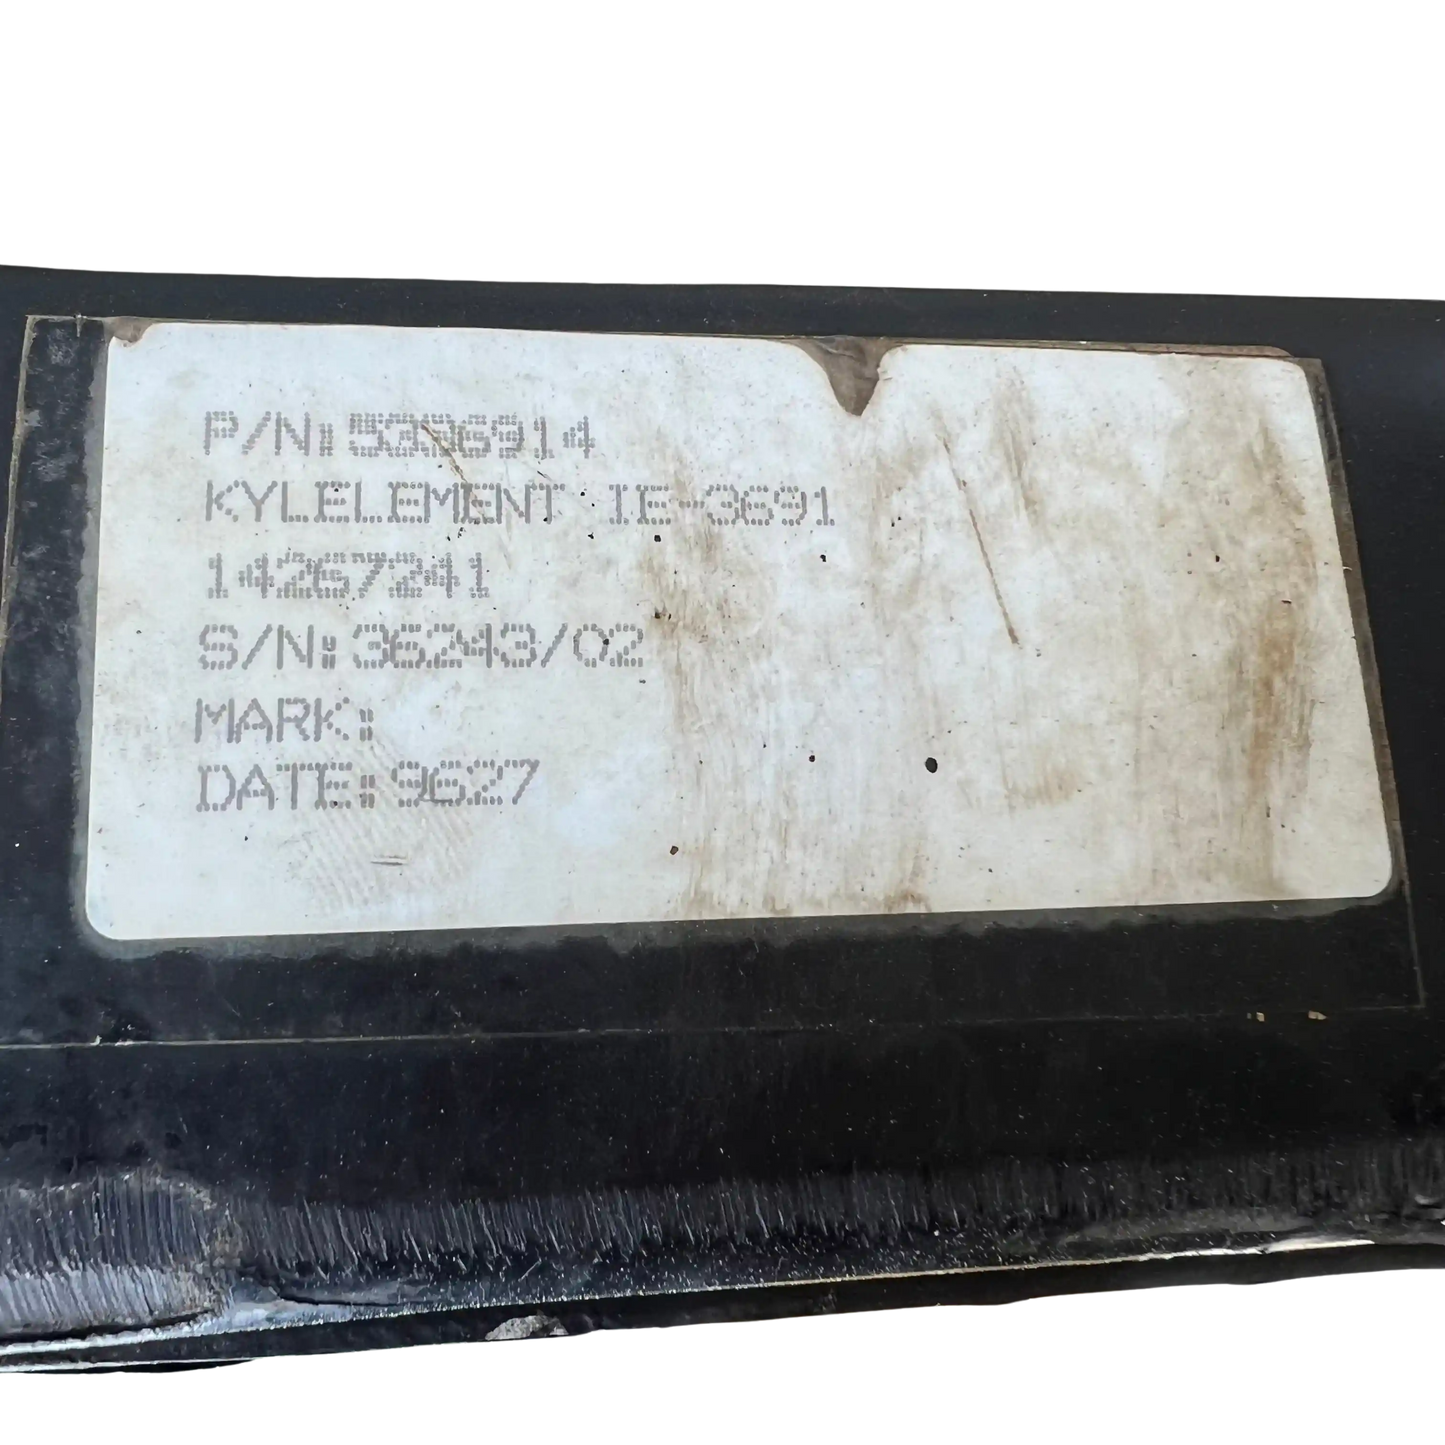 KYLELEMENT IE-3691
14267241
S/N:36243/02
MARK:
DATE:9627